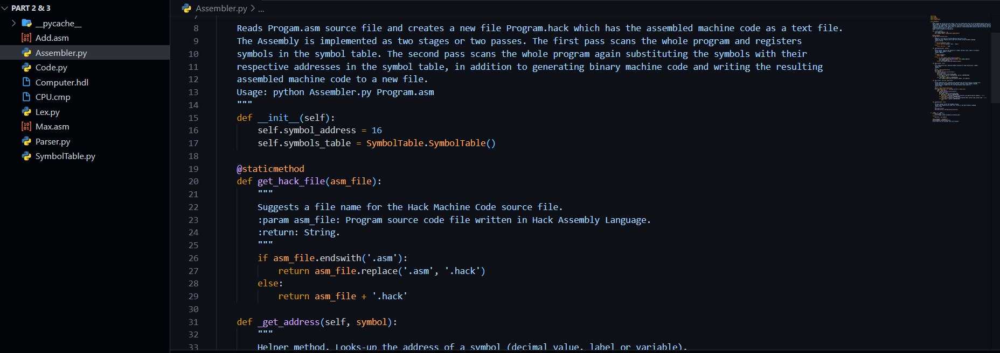 PART 2 & 3
__pycache__
Add.asm
Assembler.py
Code.py
Computer.hdl
CPU.cmp
Lex.py
Max.asm
Parser.py
SymbolTable.py
Assembler.py > ...
7
8 Reads Progam.asm source file and creates a new file Program.hack which has the assembled machine code as a text file.
9 The Assembly is implemented as two stages or two passes. The first pass scans the whole program and registers
10 symbols in the symbol table. The second pass scans the whole program again substituting the symbols with their
11 respective addresses in the symbol table, in addition to generating binary machine code and writing the resulting
12 assembled machine code to a new file.
13 Usage: python Assembler.py Program.asm
14 """
15 def __init__(self):
16 self.symbol_address = 16
17 self.symbols_table = SymbolTable.SymbolTable()
18
19 @staticmethod
20 def get_hack_file(asm_file):
21 """
22 Suggests a file name for the Hack Machine Code source file.
23 :param asm_file: Program source code file written in Hack Assembly Language.
24 :return: String.
25 """
26 if asm_file.endswith('.asm'):
27 return asm_file.replace('.asm', '.hack')
28 else:
29 return asm_file + '.hack'
30
31 def _get_address(self, symbol):
32 """
33 Helper method. Looks-up the address of a symbol (decimal value, label or variable).